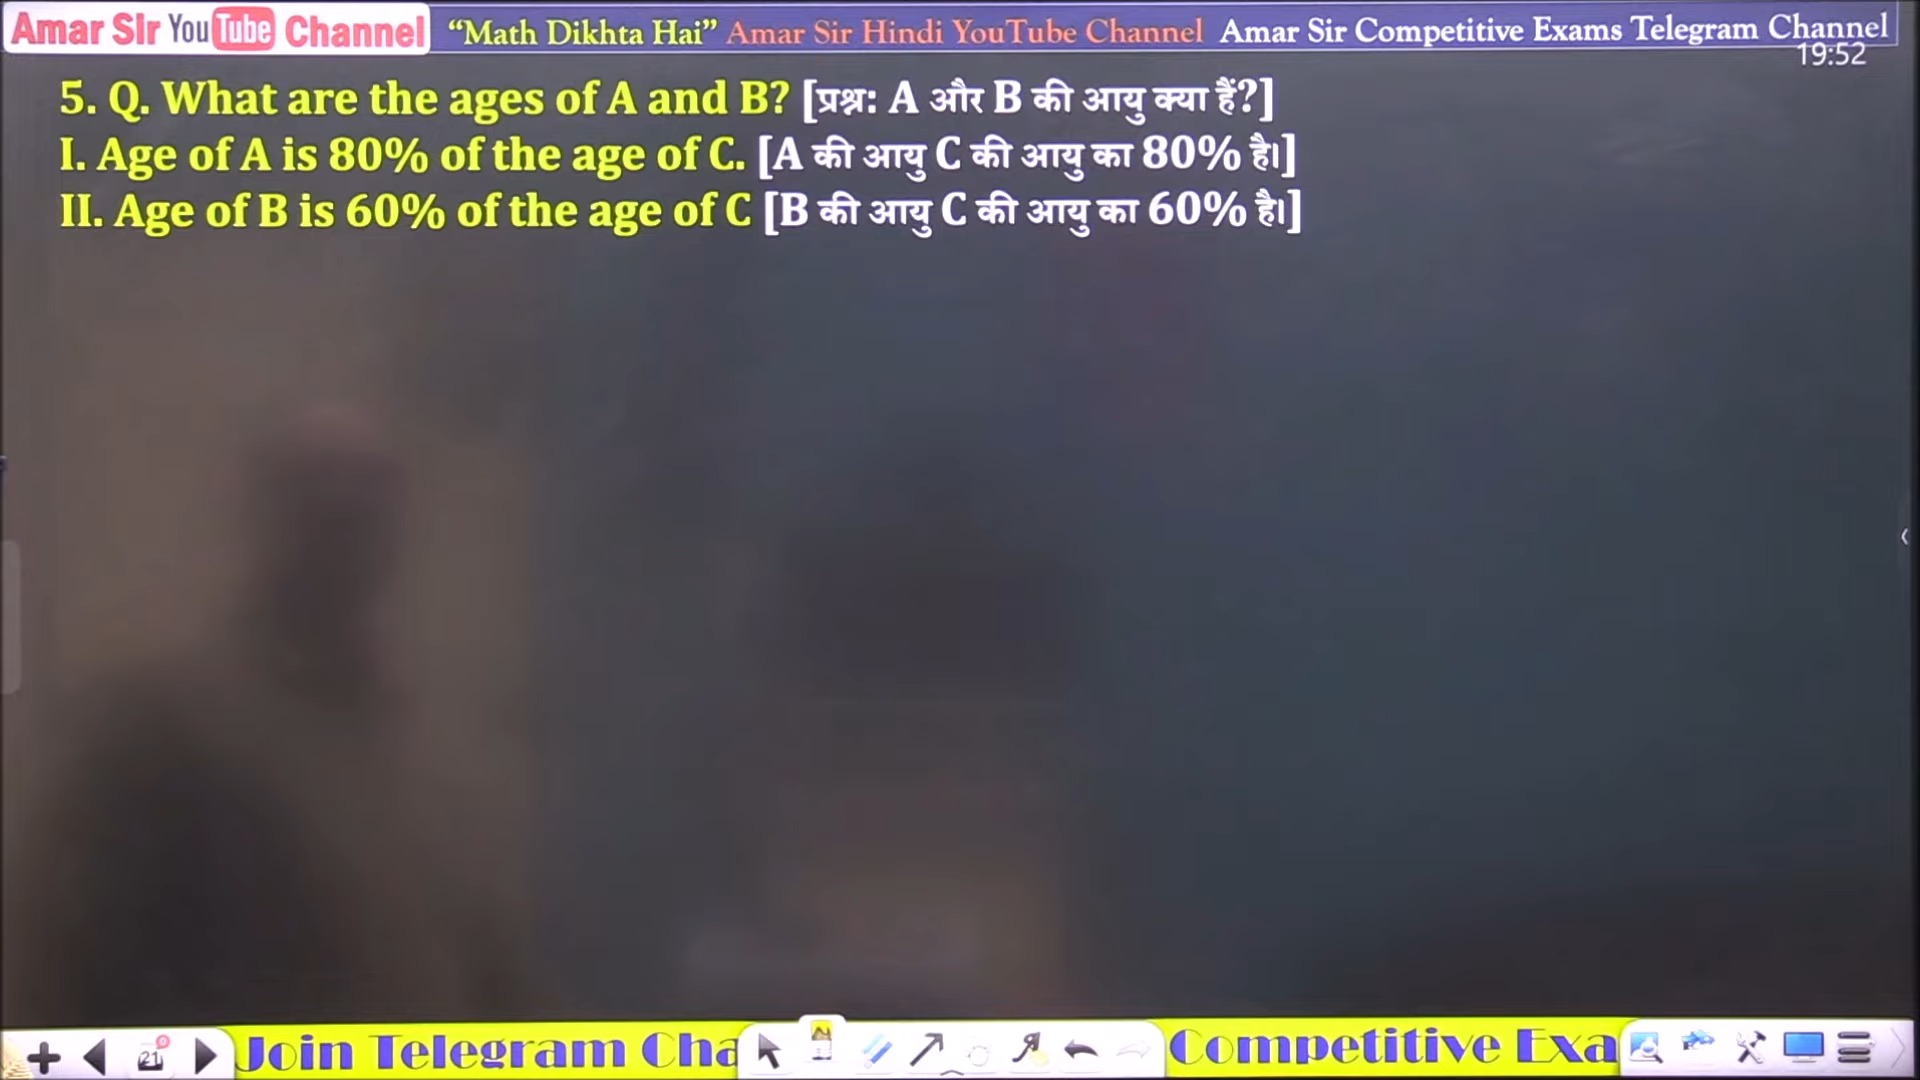 Amar SIr YouTube Channel "Math Dikhta Hai" Amar Sir Hindi YouTube Channel Amar Sir Competitive Exams Telegram Channel
19:52
5. Q. What are the ages of A and B? [प्रश्न: A और B की आयु क्या हैं?]
I. Age of A is 80% of the age of C. [A की आयु C की आयु का 80% है।]
II. Age of B is 60% of the age of C [B की आयु C की आयु का 60% है।]
21
Join Telegram Cha
Competitive Exa